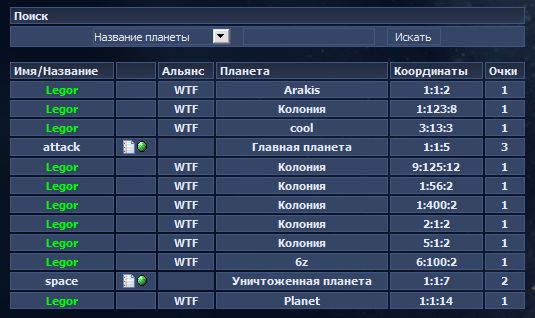 Поиск
Название планеты Искать
Имя/Название Альянс Планета Координаты Очки
Legor WTF Arakis 1:1:2 1
Legor WTF Колония 1:123:8 1
Legor WTF cool 3:13:3 1
attack Главная планета 1:1:5 3
Legor WTF Колония 9:125:12 1
Legor WTF Колония 1:56:2 1
Legor WTF Колония 1:400:2 1
Legor WTF Колония 2:1:2 1
Legor WTF Колония 5:1:2 1
Legor WTF 6z 6:100:2 1
space Уничтоженная планета 1:1:7 2
Legor WTF Planet 1:1:14 1